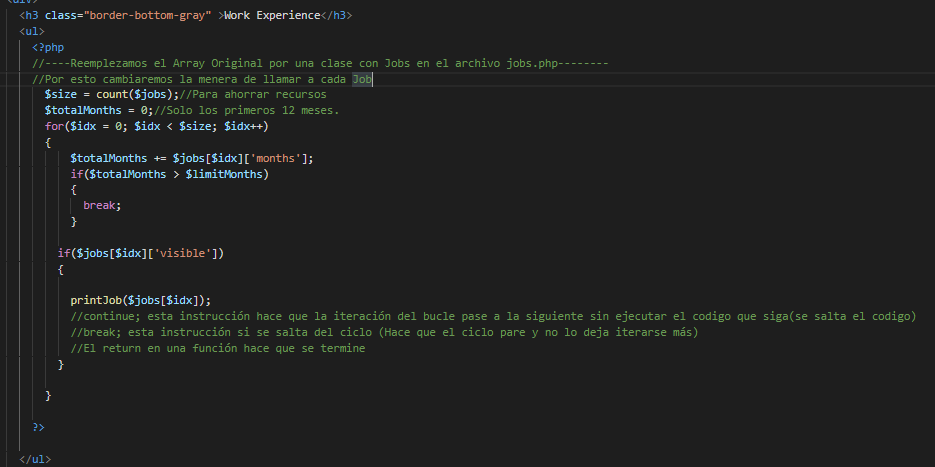 <div>
<h3 class="border-bottom-gray" >Work Experience</h3>
<ul>
<?php
//----Reemplezamos el Array Original por una clase con Jobs en el archivo jobs.php--------
//Por esto cambiaremos la menera de llamar a cada Job
$size = count($jobs);//Para ahorrar recursos
$totalMonths = 0;//Solo los primeros 12 meses.
for($idx = 0; $idx < $size; $idx++)
{
$totalMonths += $jobs[$idx]['months'];
if($totalMonths > $limitMonths)
{
break;
}
if($jobs[$idx]['visible'])
{
printJob($jobs[$idx]);
//continue; esta instrucción hace que la iteración del bucle pase a la siguiente sin ejecutar el codigo que siga(se salta el codigo)
//break; esta instrucción si se salta del ciclo (Hace que el ciclo pare y no lo deja iterarse más)
//El return en una función hace que se termine
}
}
?>
</ul>